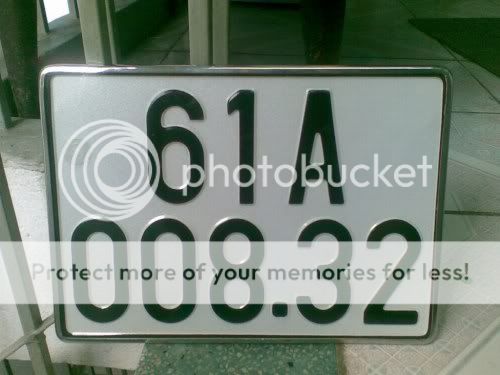 61A
photobucket
008.32
Protect more of your memories for less!